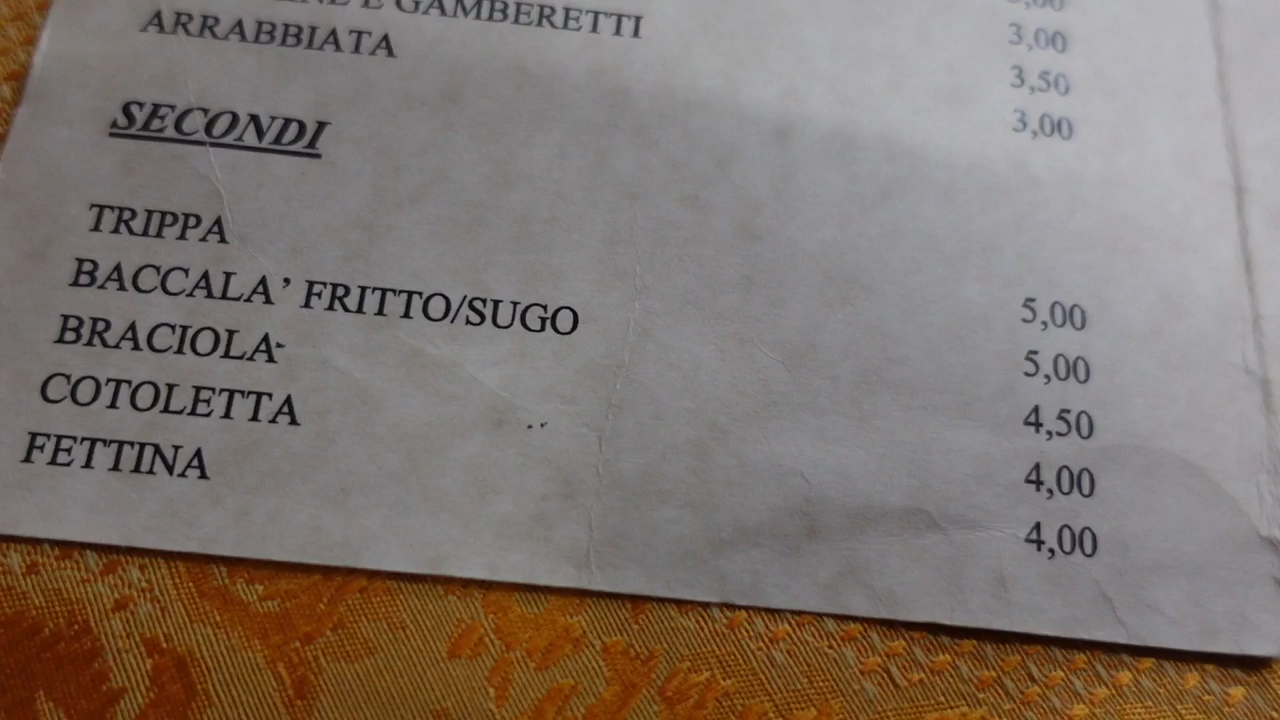 3,00
E GAMBERETTI 3,50
ARRABBIATA 3,00
SECONDI
TRIPPA 5,00
BACCALA' FRITTO/SUGO 5,00
BRACIOLA 4,50
COTOLETTA 4,00
FETTINA 4,00